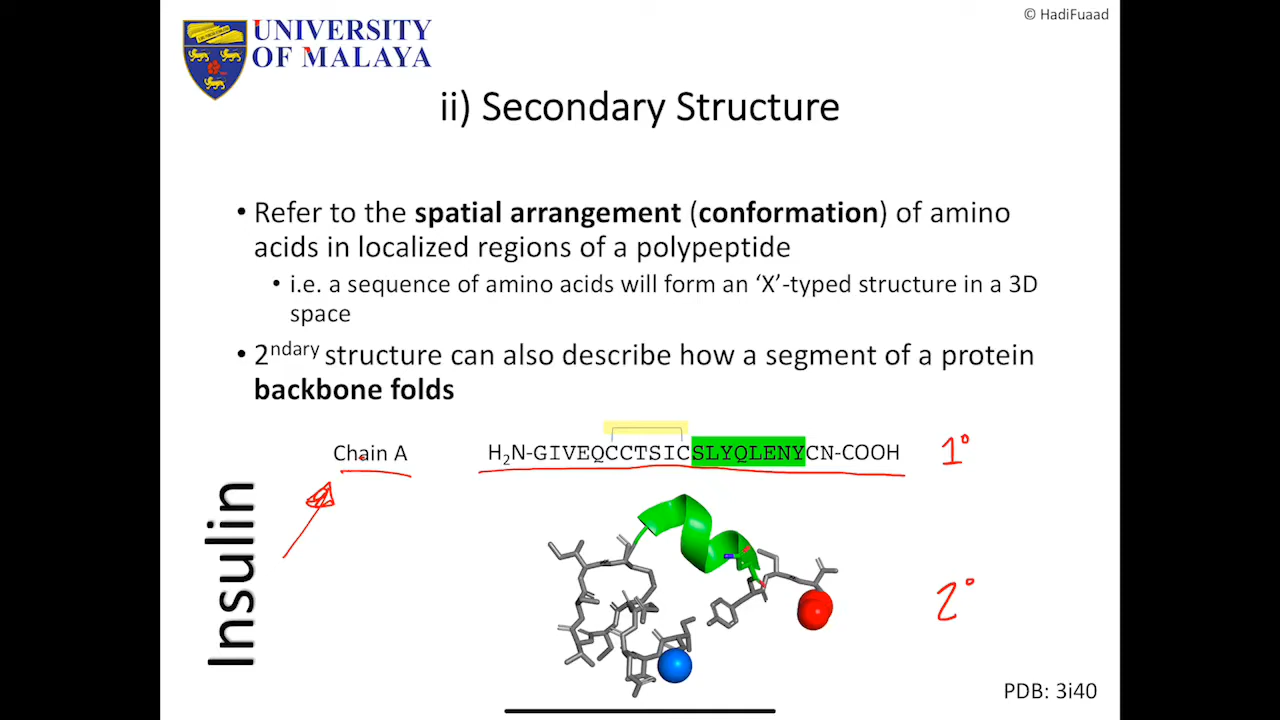 © HadiFuaad
UNIVERSITY
OF MALAYA
ii) Secondary Structure
• Refer to the spatial arrangement (conformation) of amino
acids in localized regions of a polypeptide
• i.e. a sequence of amino acids will form an ‘X’-typed structure in a 3D
space
• 2ndary structure can also describe how a segment of a protein
backbone folds
Chain A H2N-GIVEQCCTSICSLYQLENYCN-COOH 1°
Insulin
2°
PDB: 3i40